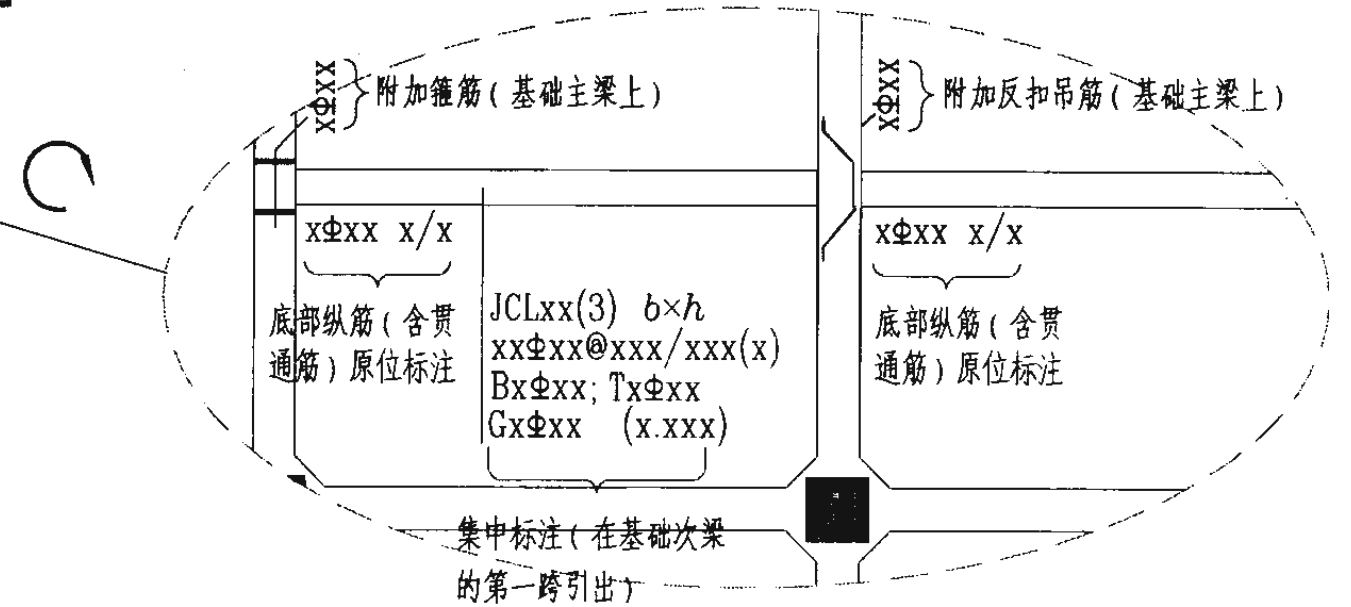 xΦxx
附加箍筋(基础主梁上)
xΦxx
附加反扣吊筋(基础主梁上)
xΦxx x/x
底部纵筋(含贯
通筋)原位标注
JCLxx(3) b×h
xxΦxx@xxx/xxx(x)
BxΦxx; TxΦxx
GxΦxx (x.xxx)
集中标注(在基础次梁
的第一跨引出)
xΦxx x/x
底部纵筋(含贯
通筋)原位标注